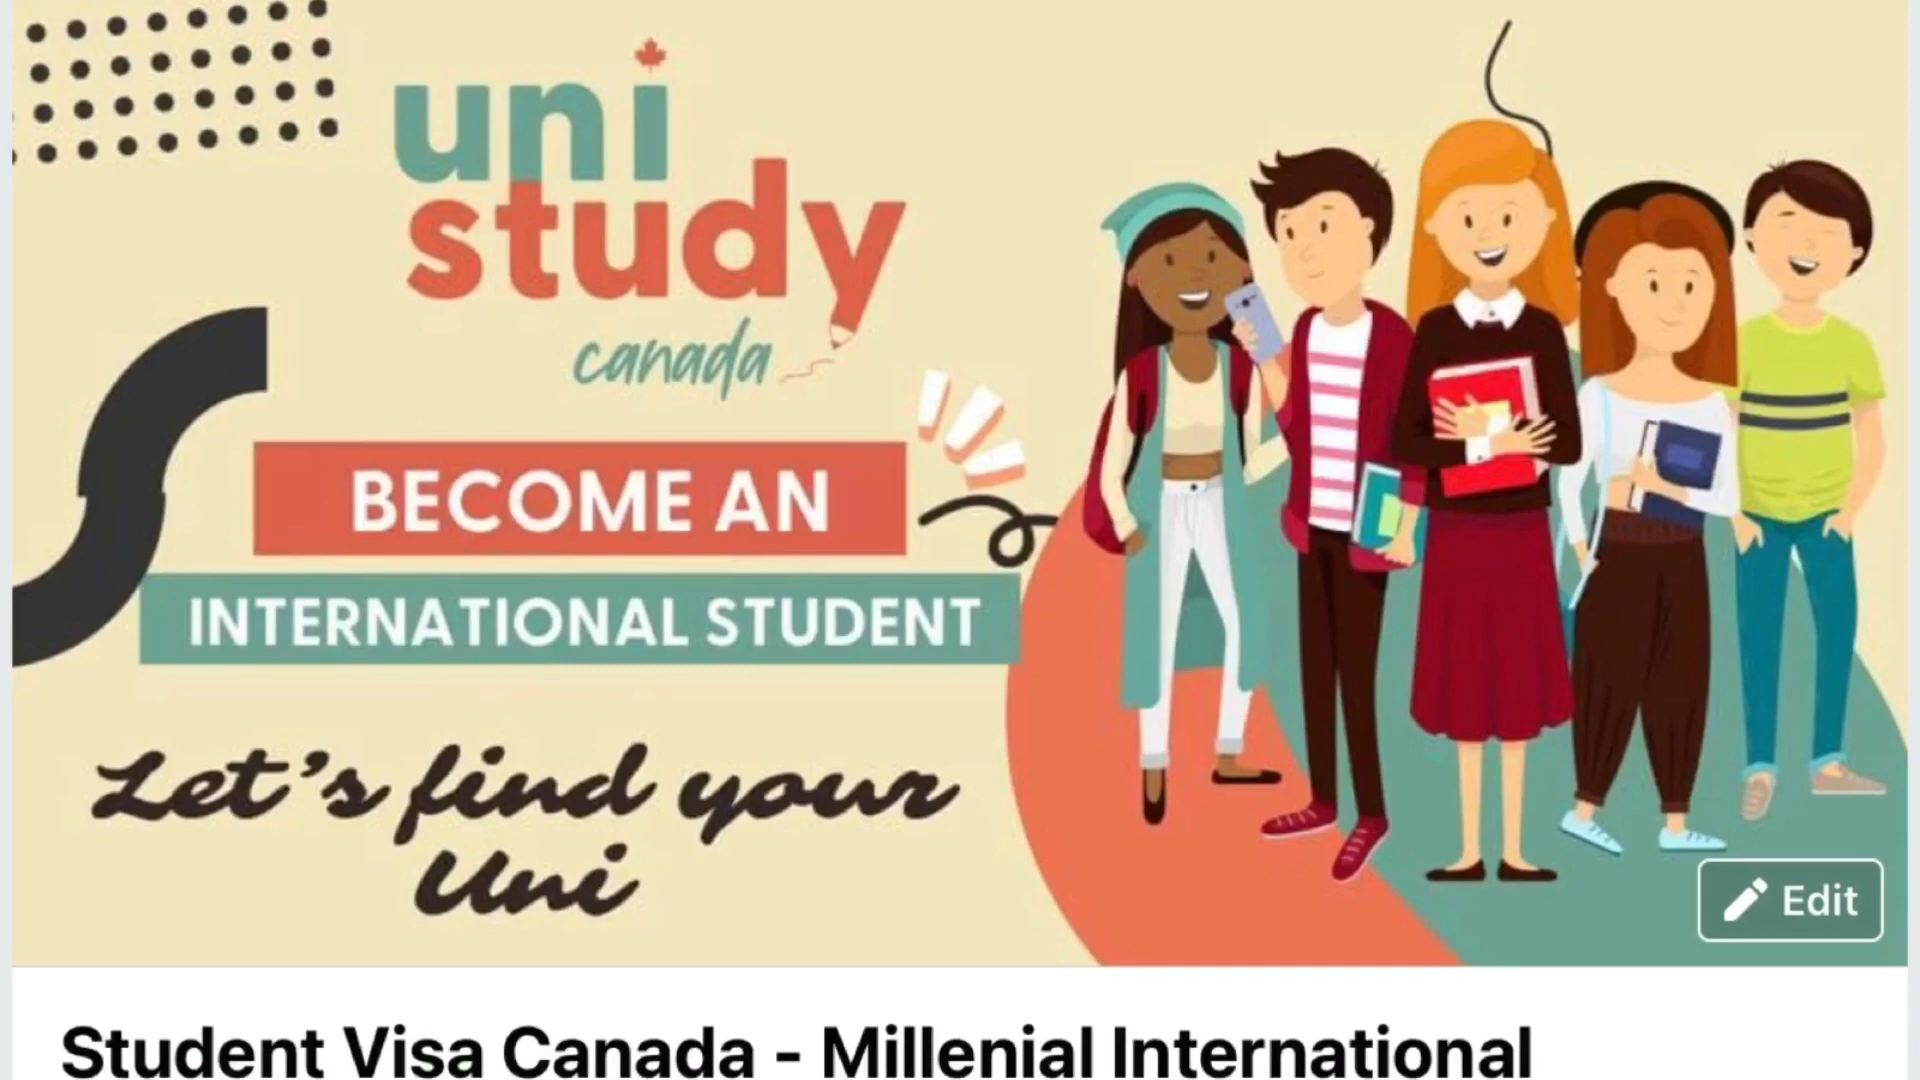 uni
study
canada
BECOME AN
INTERNATIONAL STUDENT
Let's find your
Uni
Edit
Student Visa Canada - Millenial International